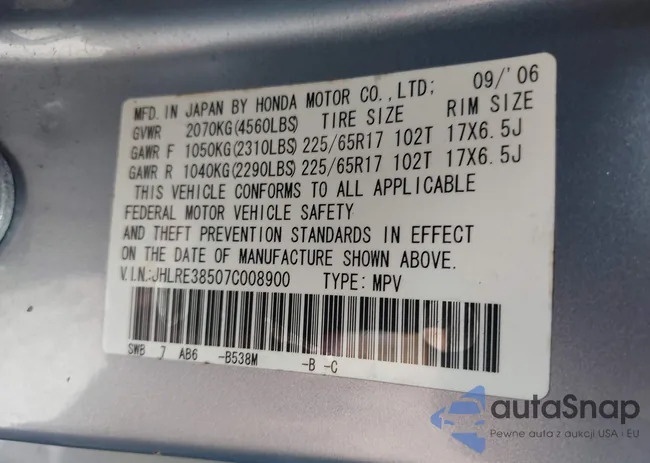 MFD. IN JAPAN BY HONDA MOTOR CO.,LTD; 09/'06
GVWR 2070KG(4560LBS) TIRE SIZE RIM SIZE
GAWR F 1050KG(2310LBS) 225/65R17 102T 17X6.5J
GAWR R 1040KG(2290LBS) 225/65R17 102T 17X6.5J
THIS VEHICLE CONFORMS TO ALL APPLICABLE
FEDERAL MOTOR VEHICLE SAFETY
AND THEFT PREVENTION STANDARDS IN EFFECT
ON THE DATE OF MANUFACTURE SHOWN ABOVE.
V.I.N.:JHLRE38507C008900 TYPE: MPV
SWB 7 AB6 -B538M -B -C
autaSnap
Pewne auta z aukcji USA i EU